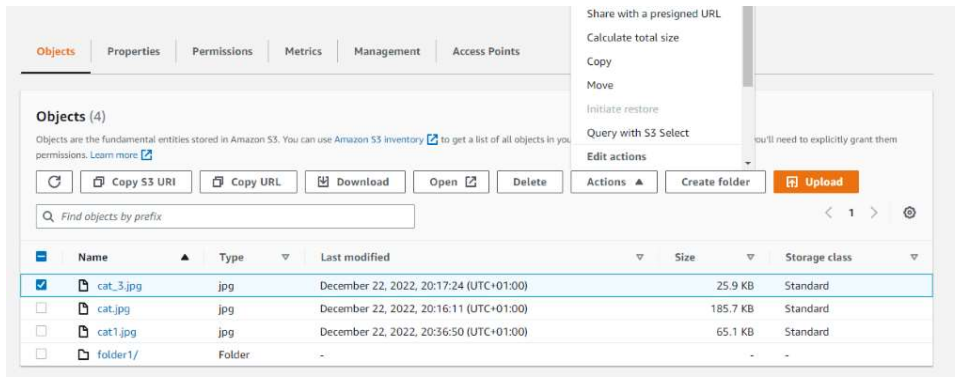 Share with a presigned URL
Calculate total size
Copy
Move
Initiate restore
Query with S3 Select
Edit actions
Objects Properties Permissions Metrics Management Access Points
Objects (4)
Objects are the fundamental entities stored in Amazon S3. You can use Amazon S3 inventory to get a list of all objects in you you'll need to explicitly grant them
permissions. Learn more
Copy S3 URI Copy URL Download Open Delete Actions Create folder Upload
Find objects by prefix 1
Name Type Last modified Size Storage class
cat_3.jpg jpg December 22, 2022, 20:17:24 (UTC+01:00) 25.9 KB Standard
cat.jpg jpg December 22, 2022, 20:16:11 (UTC+01:00) 185.7 KB Standard
cat1.jpg jpg December 22, 2022, 20:36:50 (UTC+01:00) 65.1 KB Standard
folder1/ Folder - - -